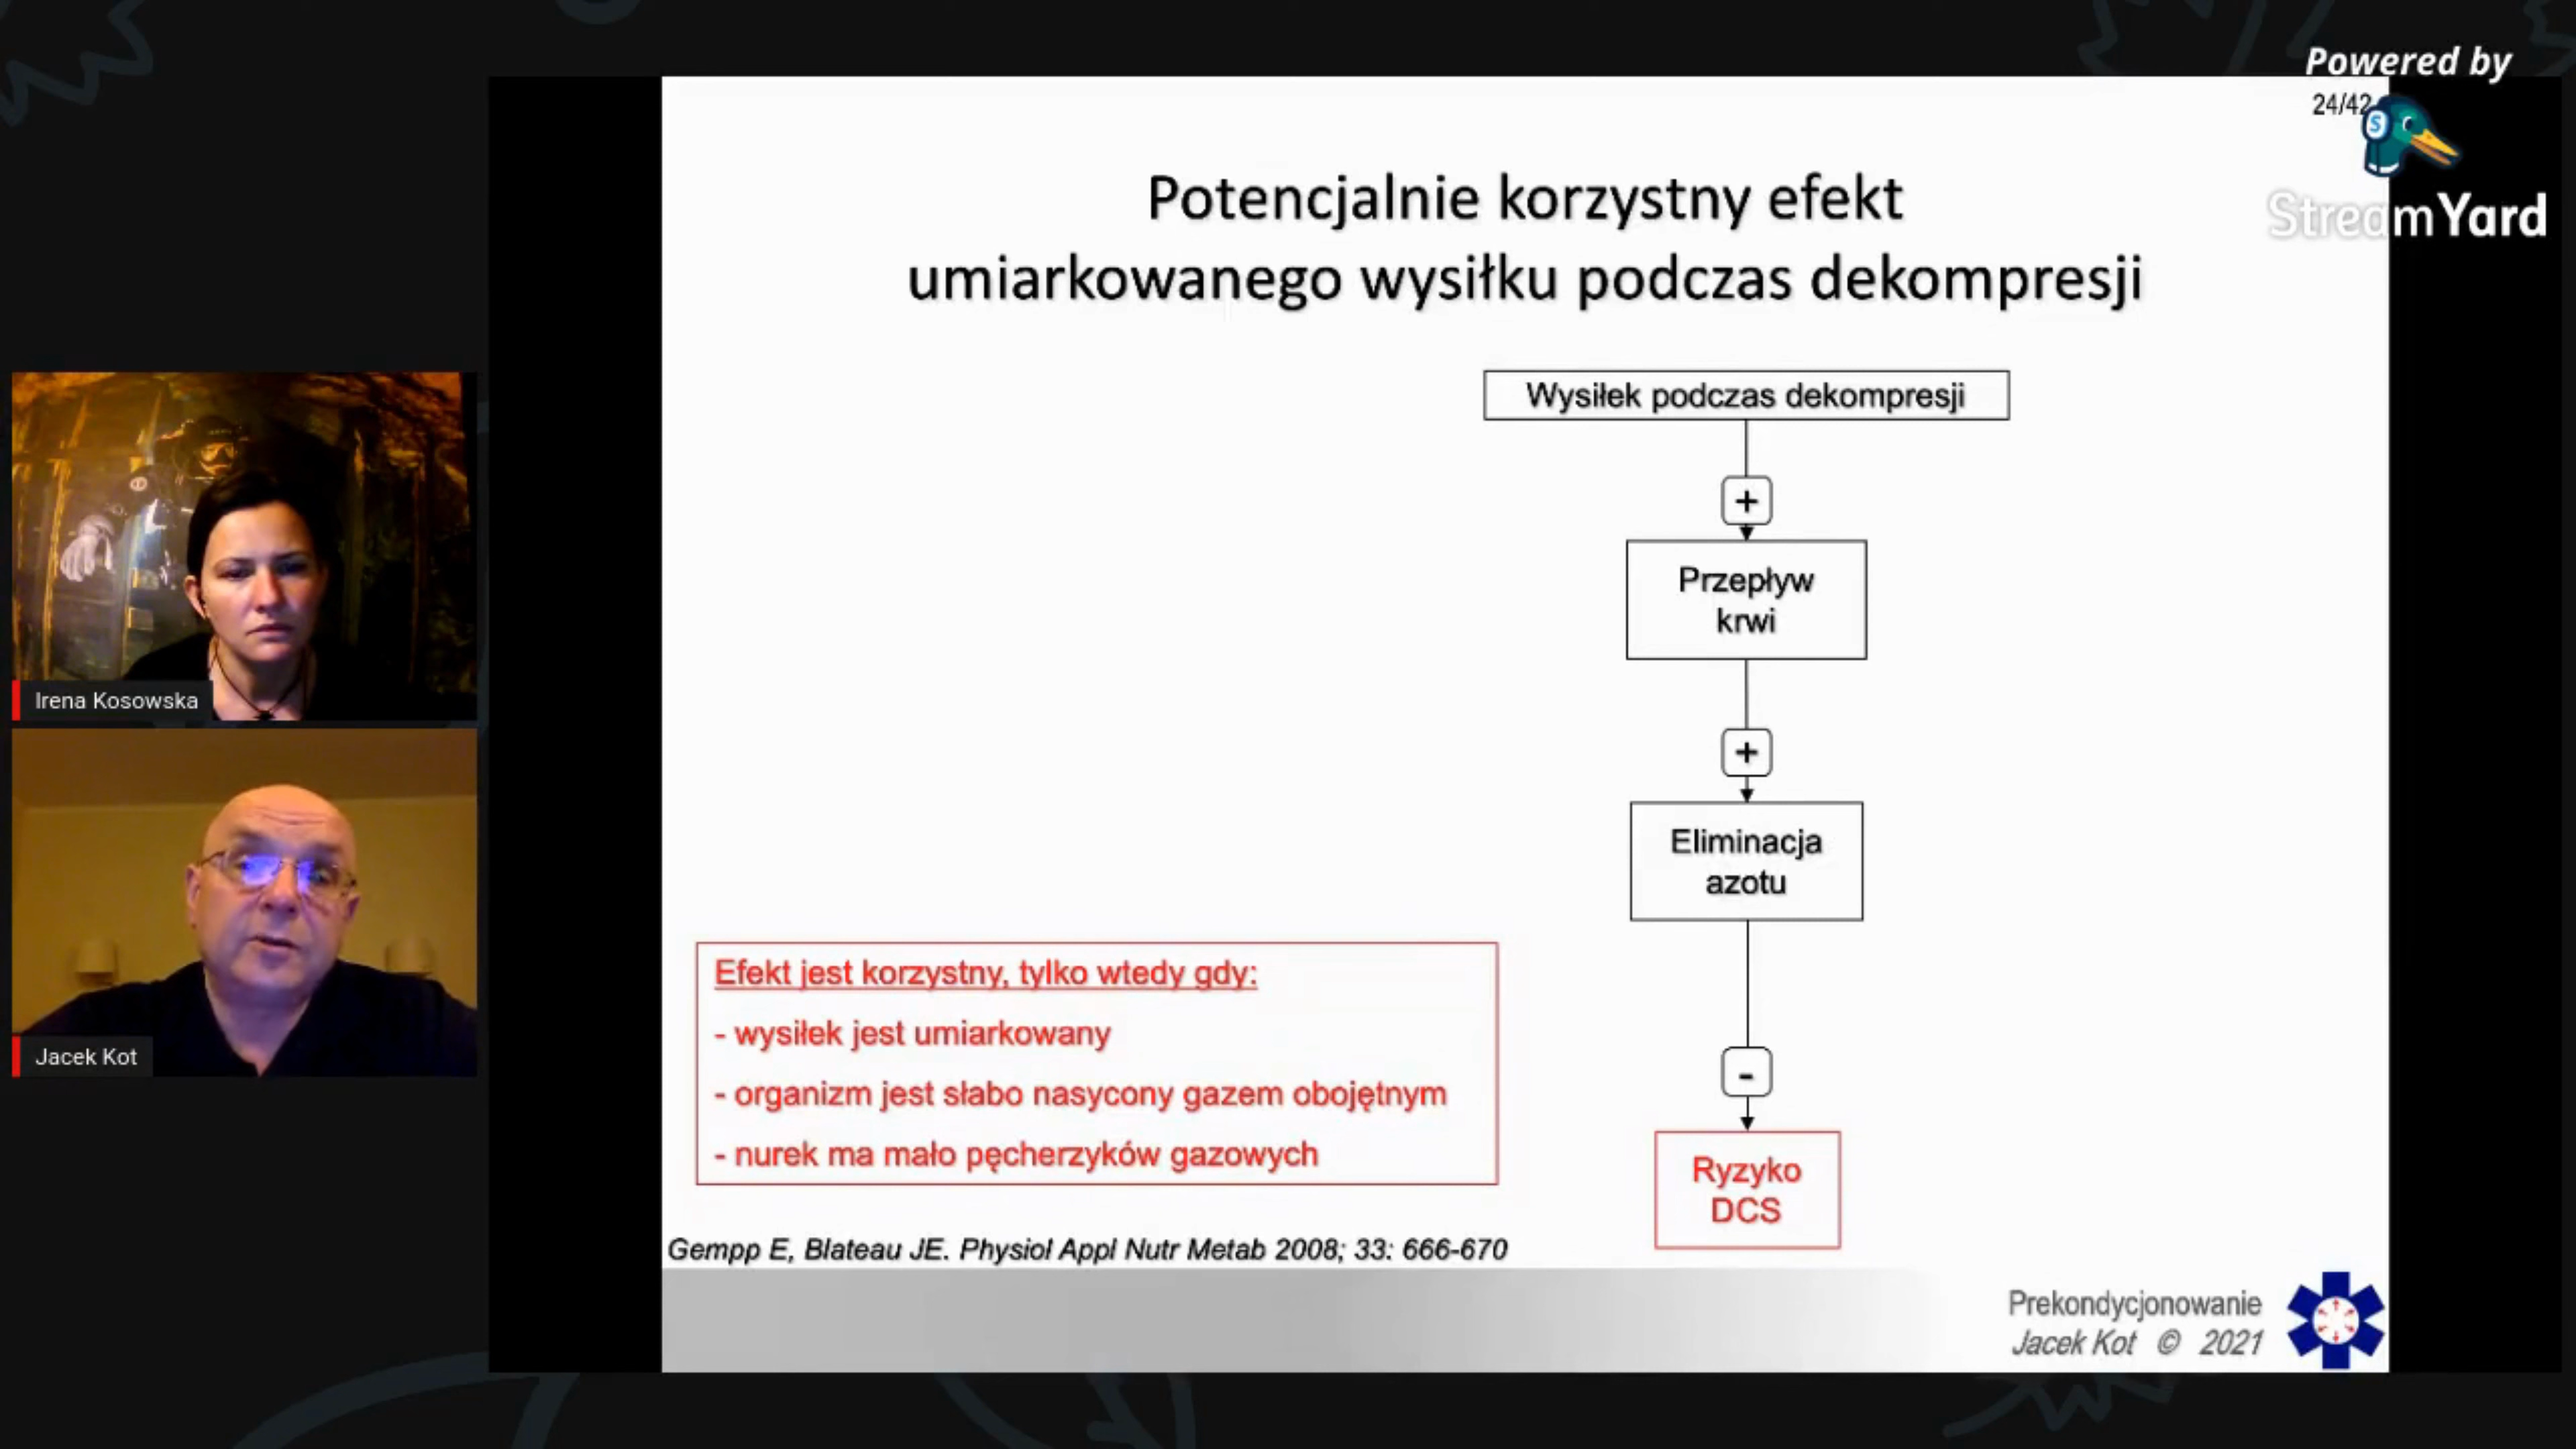 Powered by
StreamYard
24/42
Potencjalnie korzystny efekt
umiarkowanego wysiłku podczas dekompresji
Wysiłek podczas dekompresji
+
Przepływ
krwi
+
Eliminacja
azotu
-
Ryzyko
DCS
Efekt jest korzystny, tylko wtedy gdy:
- wysiłek jest umiarkowany
- organizm jest słabo nasycony gazem obojętnym
- nurek ma mało pęcherzyków gazowych
Gempp E, Blateau JE. Physiol Appl Nutr Metab 2008; 33: 666-670
Prekondycjonowanie
Jacek Kot © 2021
Irena Kosowska
Jacek Kot